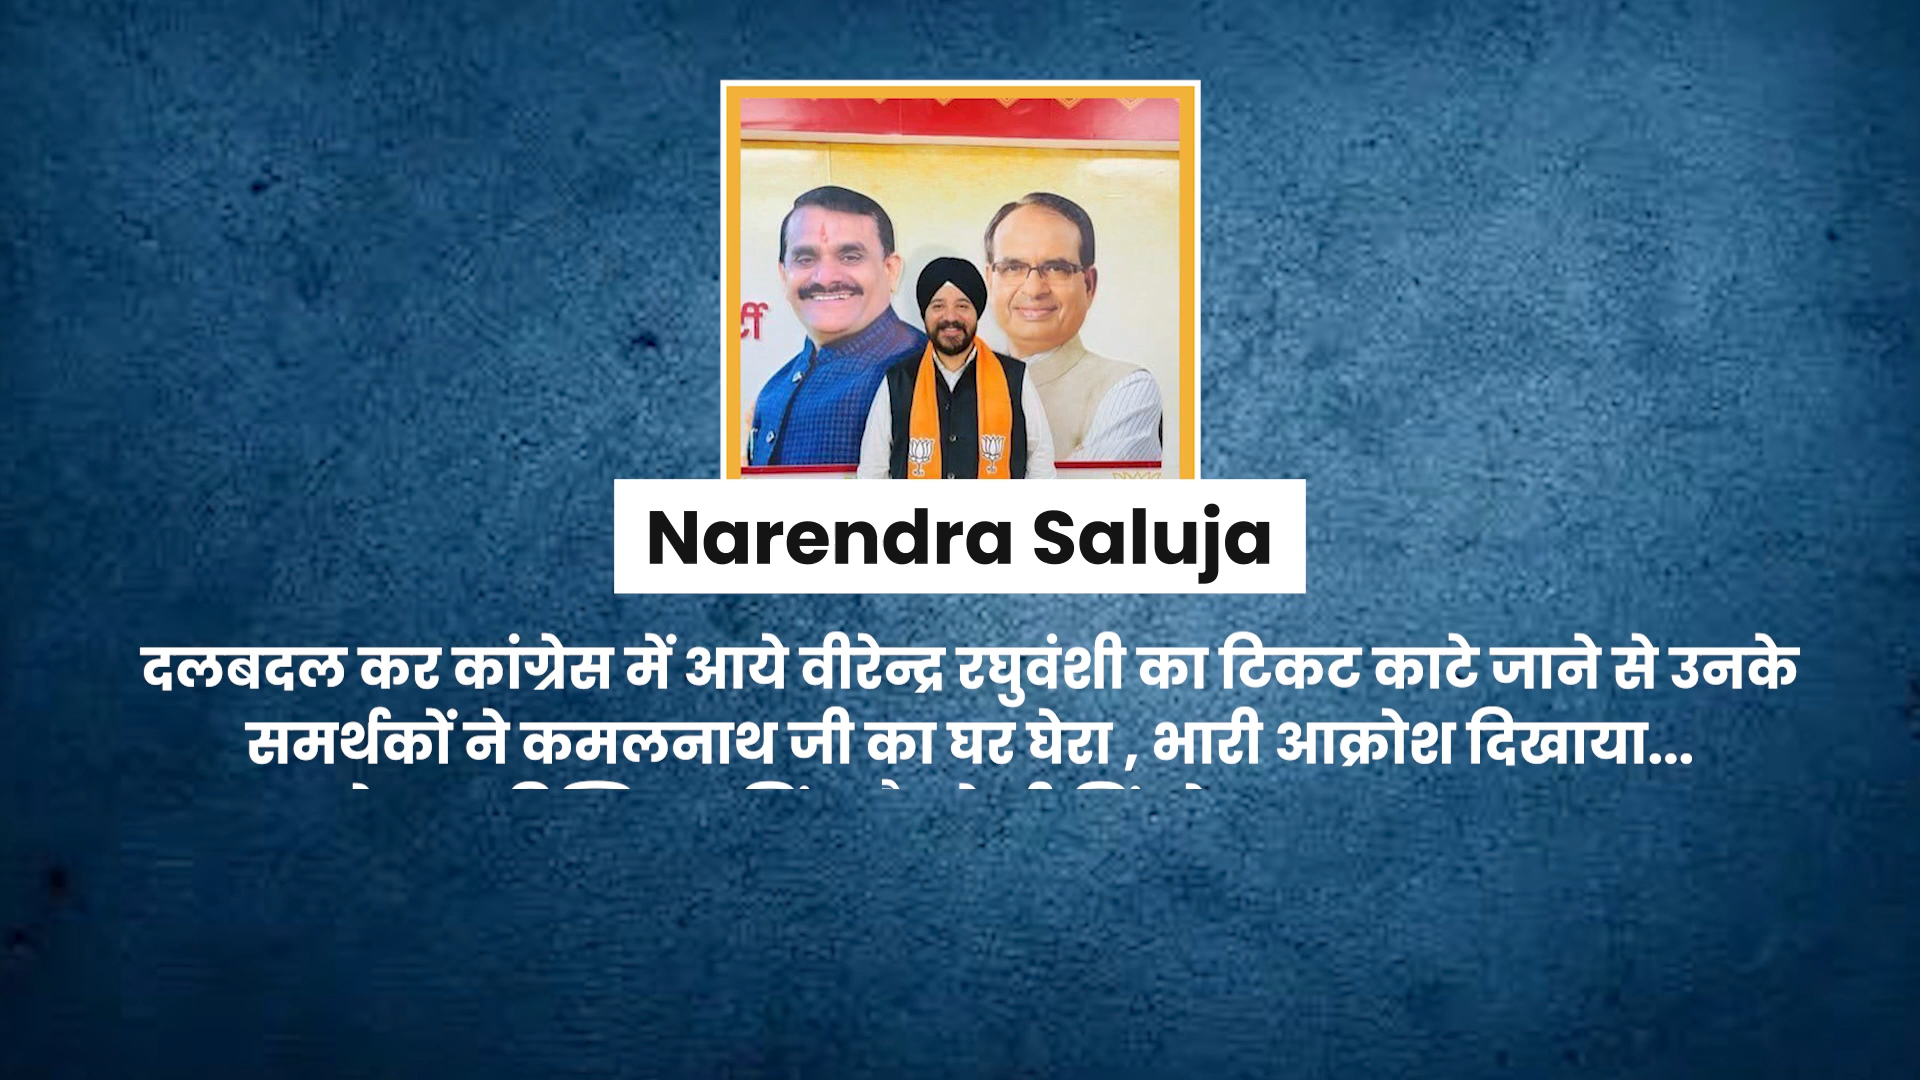 Narendra Saluja
दलबदल कर कांग्रेस में आये वीरेन्द्र रघुवंशी का टिकट काटे जाने से उनके
समर्थकों ने कमलनाथ जी का घर घेरा , भारी आक्रोश दिखाया...